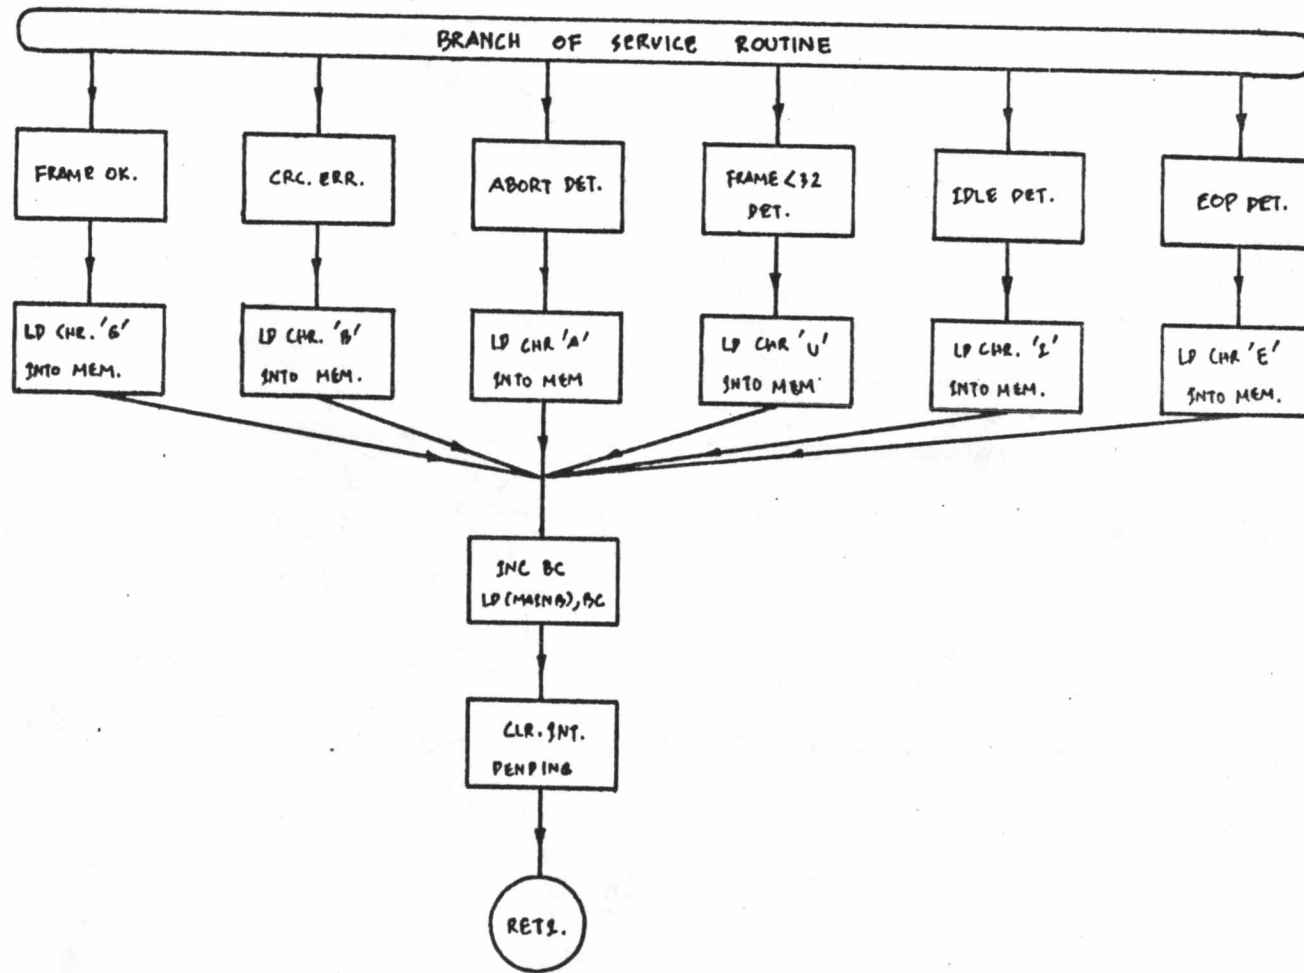 BRANCH OF SERVICE ROUTINE
FRAME OK.
CRC. ERR.
ABORT DET.
FRAME<32
DET.
IDLE DET.
EOP DET.
LD CHR. 'G'
INTO MEM.
LD CHR. 'B'
INTO MEM.
LD CHR 'A'
INTO MEM
LD CHR 'U'
INTO MEM
LD CHR. 'I'
INTO MEM.
LD CHR 'E'
INTO MEM.
INC BC
LD (MAINB), BC
CLR. INT.
PENDING
RETI.